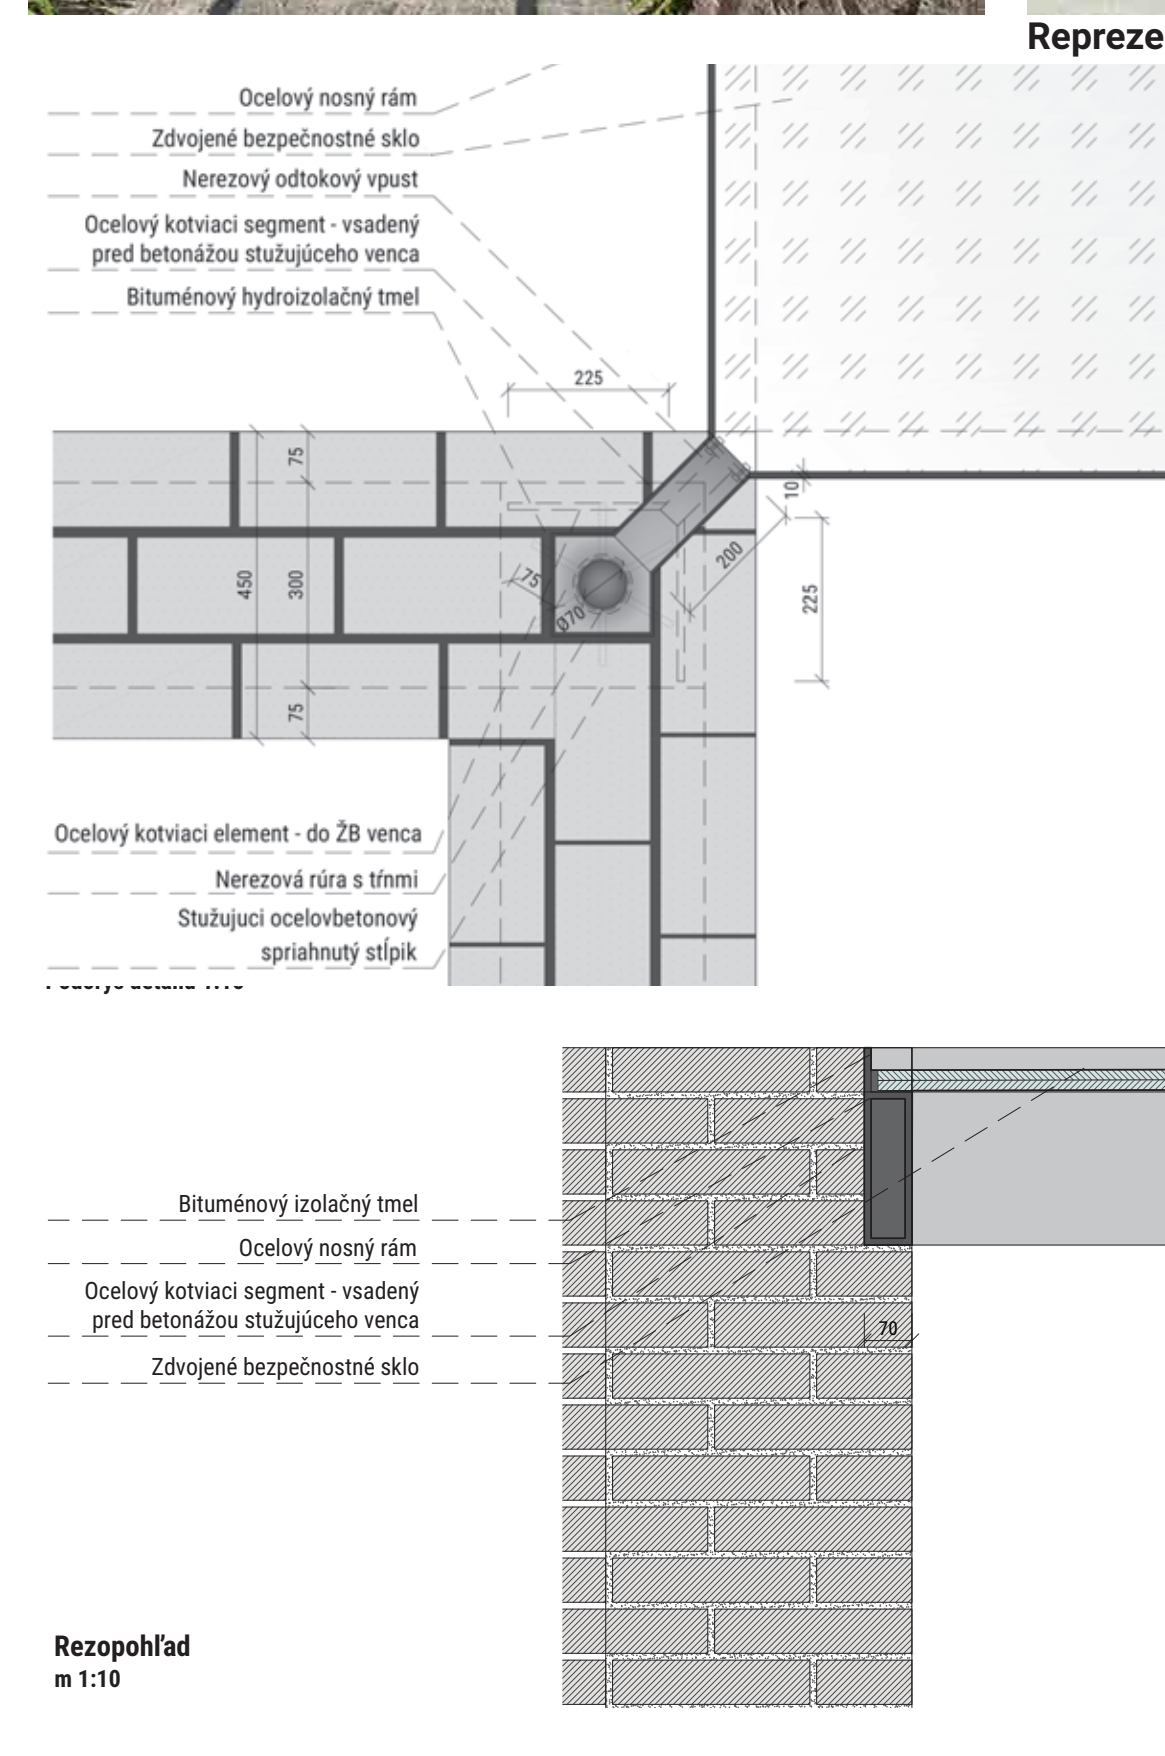 Repreze
Ocelový nosný rám
Zdvojené bezpečnostné sklo
Nerezový odtokový vpust
Ocelový kotviaci segment - vsadený
pred betonážou stužujúceho venca
Bituménový hydroizolačný tmel
225
75
450
300
75
75
Ø70
200
10
225
Ocelový kotviaci element - do ŽB venca
Nerezová rúra s tŕnmi
Stužujuci ocelovbetonový
spriahnutý stĺpik
Bituménový izolačný tmel
Ocelový nosný rám
Ocelový kotviaci segment - vsadený
pred betonážou stužujúceho venca
Zdvojené bezpečnostné sklo
70
Rezopohľad
m 1:10